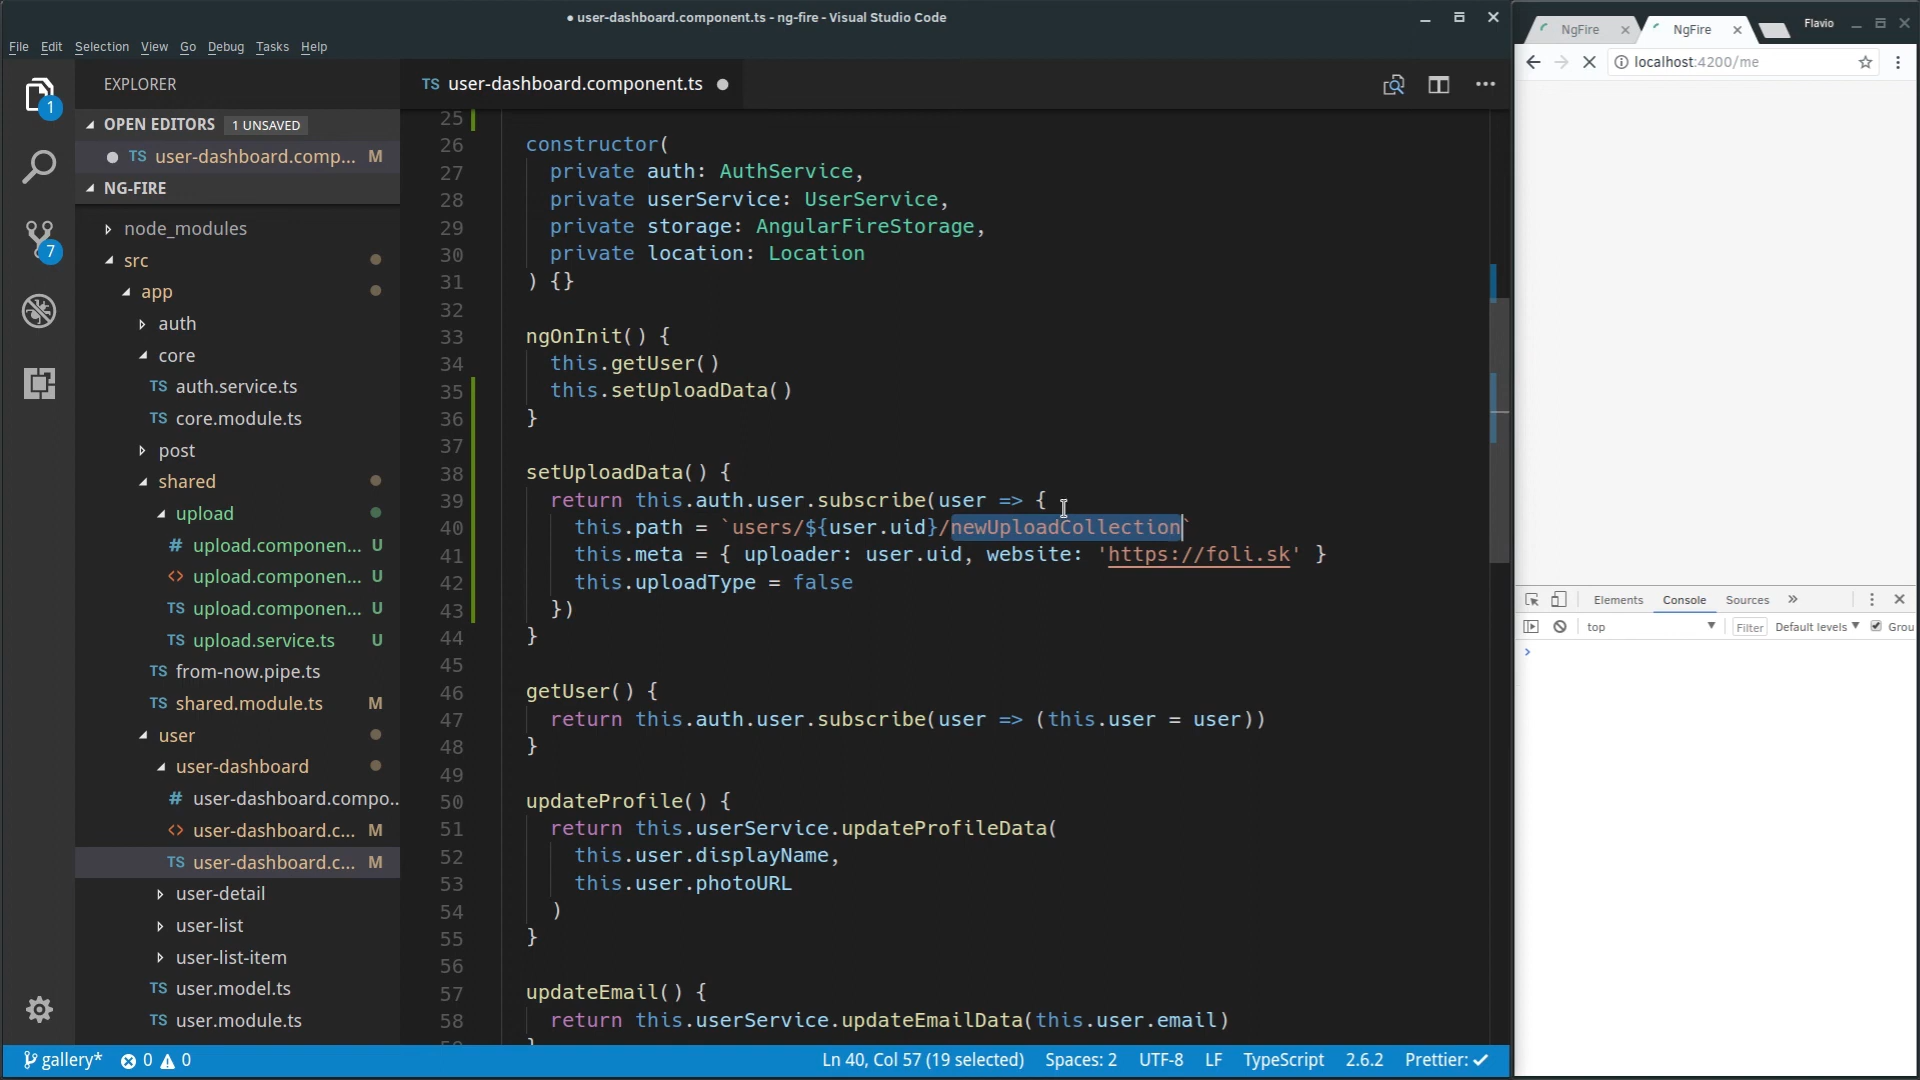 ● user-dashboard.component.ts - ng-fire - Visual Studio Code
File Edit Selection View Go Debug Tasks Help
EXPLORER
OPEN EDITORS 1 UNSAVED
TS user-dashboard.comp... M
NG-FIRE
node_modules
src
app
auth
core
TS auth.service.ts
TS core.module.ts
post
shared
upload
# upload.componen... U
<> upload.componen... U
TS upload.componen... U
TS upload.service.ts U
TS from-now.pipe.ts
TS shared.module.ts M
user
user-dashboard
# user-dashboard.compo..
<> user-dashboard.c... M
TS user-dashboard.c... M
user-detail
user-list
user-list-item
TS user.model.ts
TS user.module.ts
1
7
TS user-dashboard.component.ts ●
25
26 constructor(
27 private auth: AuthService,
28 private userService: UserService,
29 private storage: AngularFireStorage,
30 private location: Location
31 ) {}
32
33 ngOnInit() {
34 this.getUser()
35 this.setUploadData()
36 }
37
38 setUploadData() {
39 return this.auth.user.subscribe(user => {
40 this.path = `users/${user.uid}/newUploadCollection`
41 this.meta = { uploader: user.uid, website: 'https://foli.sk' }
42 this.uploadType = false
43 })
44 }
45
46 getUser() {
47 return this.auth.user.subscribe(user => (this.user = user))
48 }
49
50 updateProfile() {
51 return this.userService.updateProfileData(
52 this.user.displayName,
53 this.user.photoURL
54 )
55 }
56
57 updateEmail() {
58 return this.userService.updateEmailData(this.user.email)
gallery* 0 0 Ln 40, Col 57 (19 selected) Spaces: 2 UTF-8 LF TypeScript 2.6.2 Prettier: ✓
NgFire NgFire Flavio
localhost:4200/me
Elements Console Sources »
top Filter Default levels Grou
>